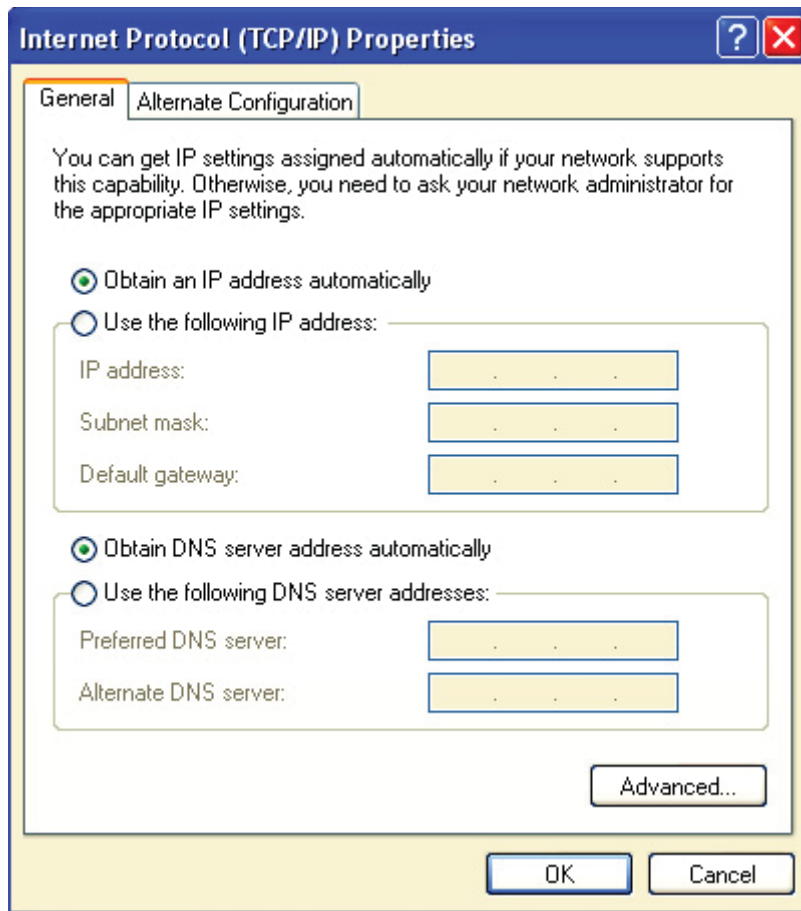 Internet Protocol (TCP/IP) Properties
General
Alternate Configuration
You can get IP settings assigned automatically if your network supports
this capability. Otherwise, you need to ask your network administrator for
the appropriate IP settings.
Obtain an IP address automatically
Use the following IP address:
IP address:
Subnet mask:
Default gateway:
Obtain DNS server address automatically
Use the following DNS server addresses:
Preferred DNS server:
Alternate DNS server:
Advanced...
OK
Cancel